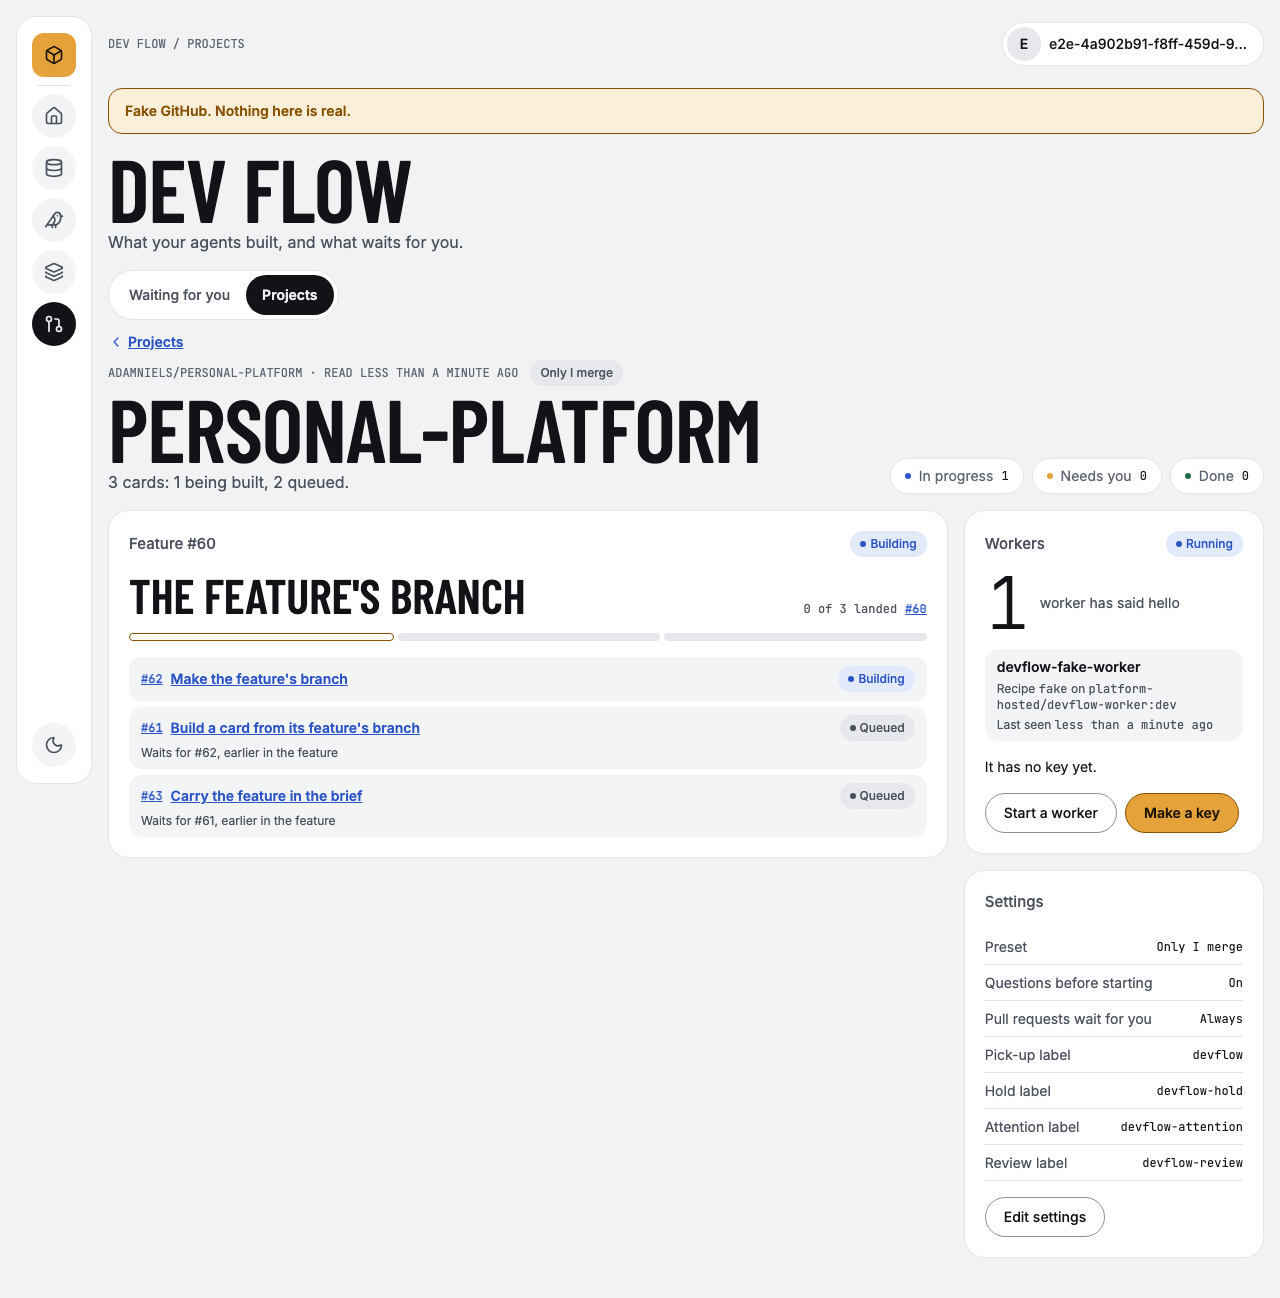 DEV FLOW / PROJECTS
E e2e-4a902b91-f8ff-459d-9...
Fake GitHub. Nothing here is real.
DEV FLOW
What your agents built, and what waits for you.
Waiting for you Projects
Projects
ADAMNIELS/PERSONAL-PLATFORM · READ LESS THAN A MINUTE AGO Only I merge
PERSONAL-PLATFORM
3 cards: 1 being built, 2 queued.
In progress 1 Needs you 0 Done 0
Feature #60 Building
THE FEATURE'S BRANCH
0 of 3 landed #60
#62 Make the feature's branch Building
#61 Build a card from its feature's branch Queued
Waits for #62, earlier in the feature
#63 Carry the feature in the brief Queued
Waits for #61, earlier in the feature
Workers Running
1 worker has said hello
devflow-fake-worker
Recipe fake on platform-
hosted/devflow-worker:dev
Last seen less than a minute ago
It has no key yet.
Start a worker Make a key
Settings
Preset Only I merge
Questions before starting On
Pull requests wait for you Always
Pick-up label devflow
Hold label devflow-hold
Attention label devflow-attention
Review label devflow-review
Edit settings